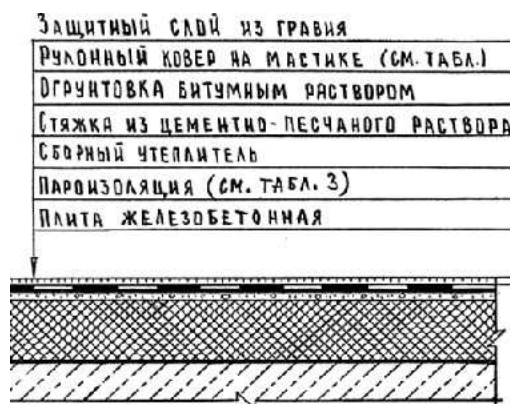 ЗАЩИТНЫЙ СЛОЙ ИЗ ГРАВИЯ
РУЛОННЫЙ КОВЕР НА МАСТИКЕ (СМ. ТАБЛ.)
ОГРУНТОВКА БИТУМНЫМ РАСТВОРОМ
СТЯЖКА ИЗ ЦЕМЕНТНО-ПЕСЧАНОГО РАСТВОРА
СБОРНЫЙ УТЕПЛИТЕЛЬ
ПАРОИЗОЛЯЦИЯ (СМ. ТАБЛ. 3)
ПЛИТА ЖЕЛЕЗОБЕТОННАЯ